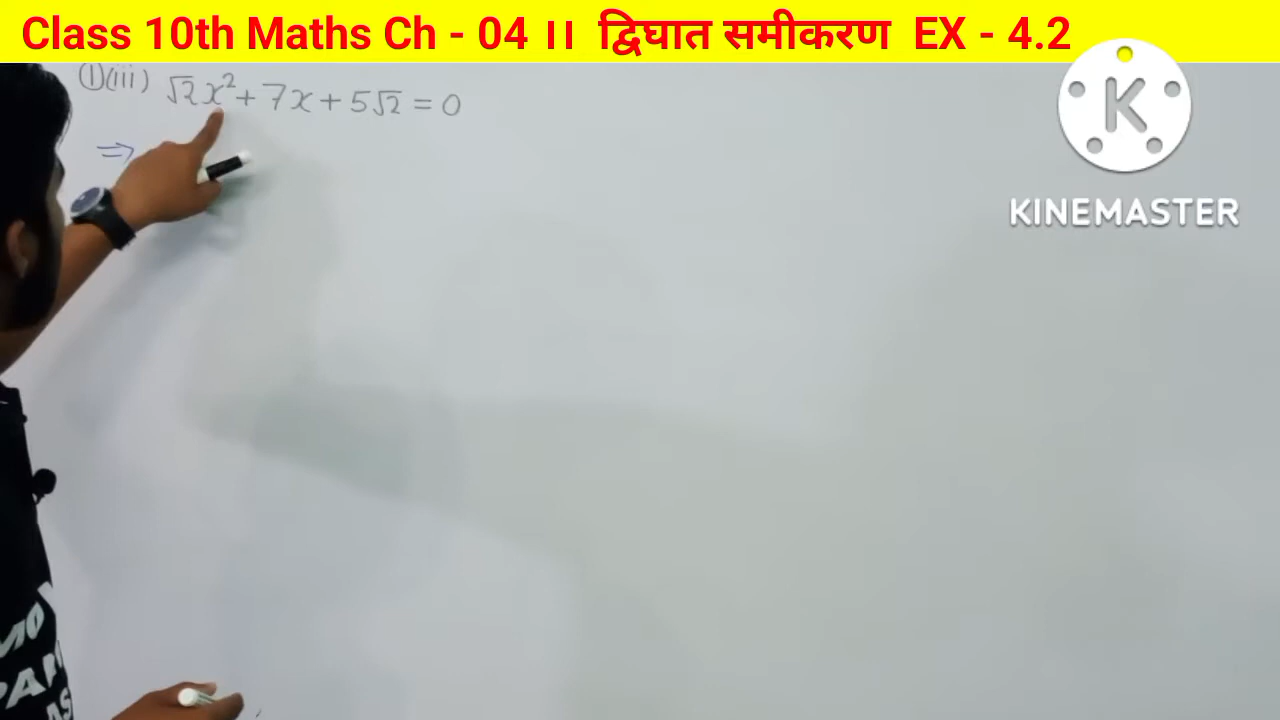 Class 10th Maths Ch - 04 ।। द्विघात समीकरण EX - 4.2
①(iii) √2x² + 7x + 5√2 = 0
⇒
K
KINEMASTER